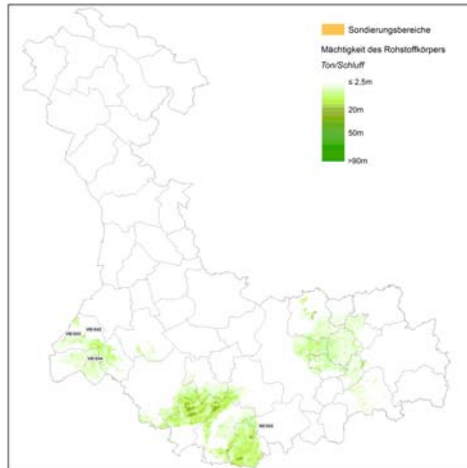 Sondierungsbereiche
Mächtigkeit des Rohstoffkörpers
Ton/Schluff
≤ 2,5m
20m
50m
>90m